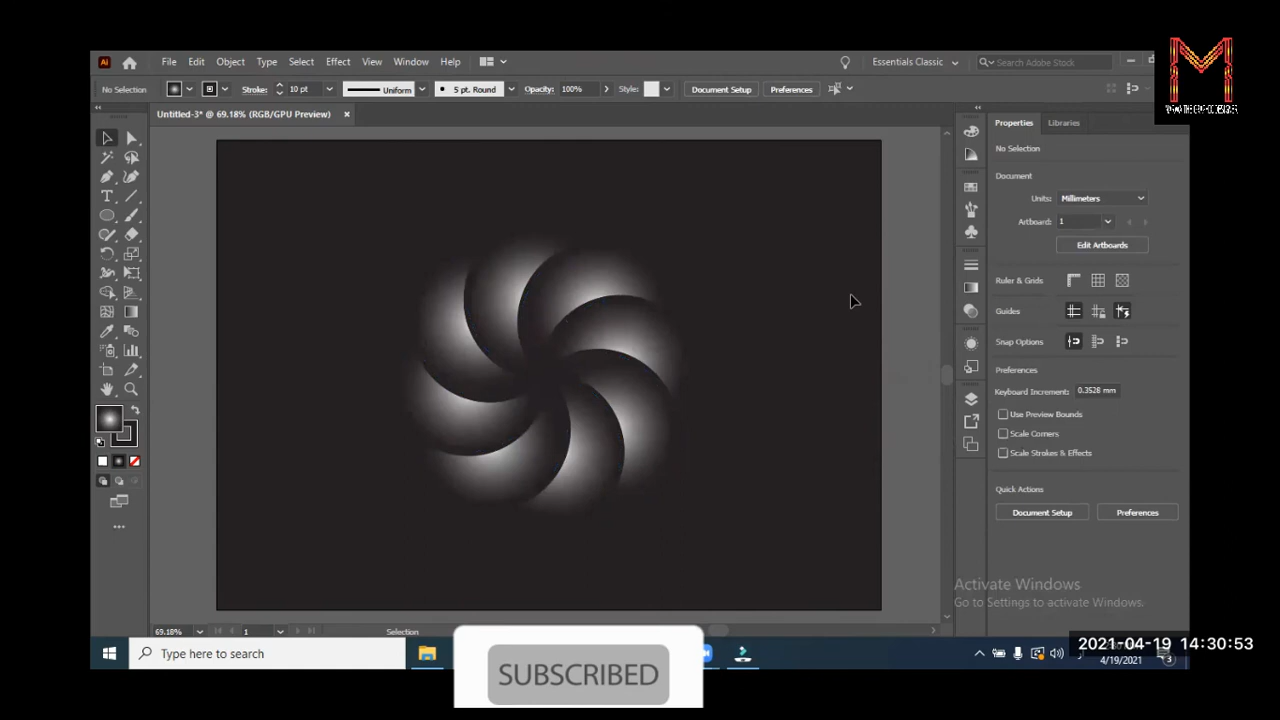 Ai File Edit Object Type Select Effect View Window Help Essentials Classic Search Adobe Stock
No Selection Stroke: 10 pt Uniform 5 pt. Round Opacity: 100% Style: Document Setup Preferences
Untitled-3* @ 69.18% (RGB/GPU Preview)
Properties Libraries
No Selection
Document
Units: Millimeters
Artboard: 1
Edit Artboards
Ruler & Grids
Guides
Snap Options
Preferences
Keyboard Increment: 0.3528 mm
Use Preview Bounds
Scale Corners
Scale Strokes & Effects
Quick Actions
Document Setup Preferences
Activate Windows
Go to Settings to activate Windows.
69.18% 1 Selection
Type here to search
2021-04-19 14:30:53
4/19/2021
3
SUBSCRIBED